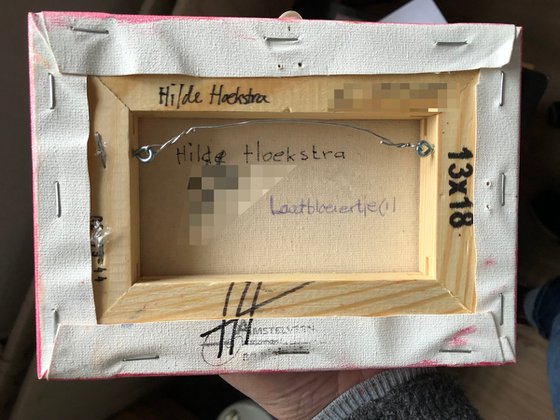 Hilde Hoekstra
Hilde Hoekstra
Laatbloeiertje(1)
13x18
AMSTELVEEN